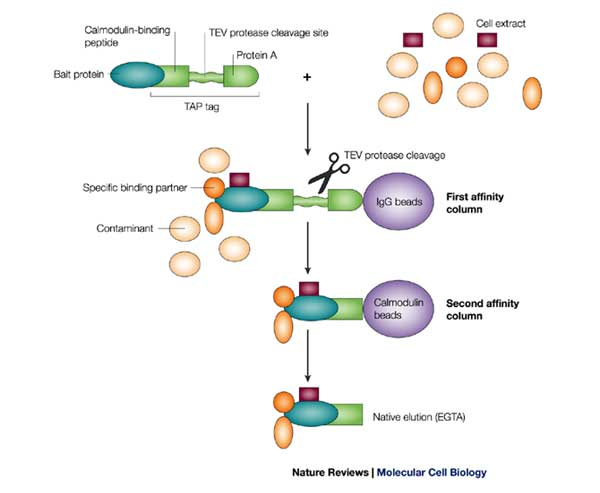 Calmodulin-binding
peptide
TEV protease cleavage site
Protein A
Bait protein
TAP tag
+
Cell extract
TEV protease cleavage
Specific binding partner
IgG beads
First affinity
column
Contaminant
Calmodulin
beads
Second affinity
column
Native elution (EGTA)
Nature Reviews | Molecular Cell Biology